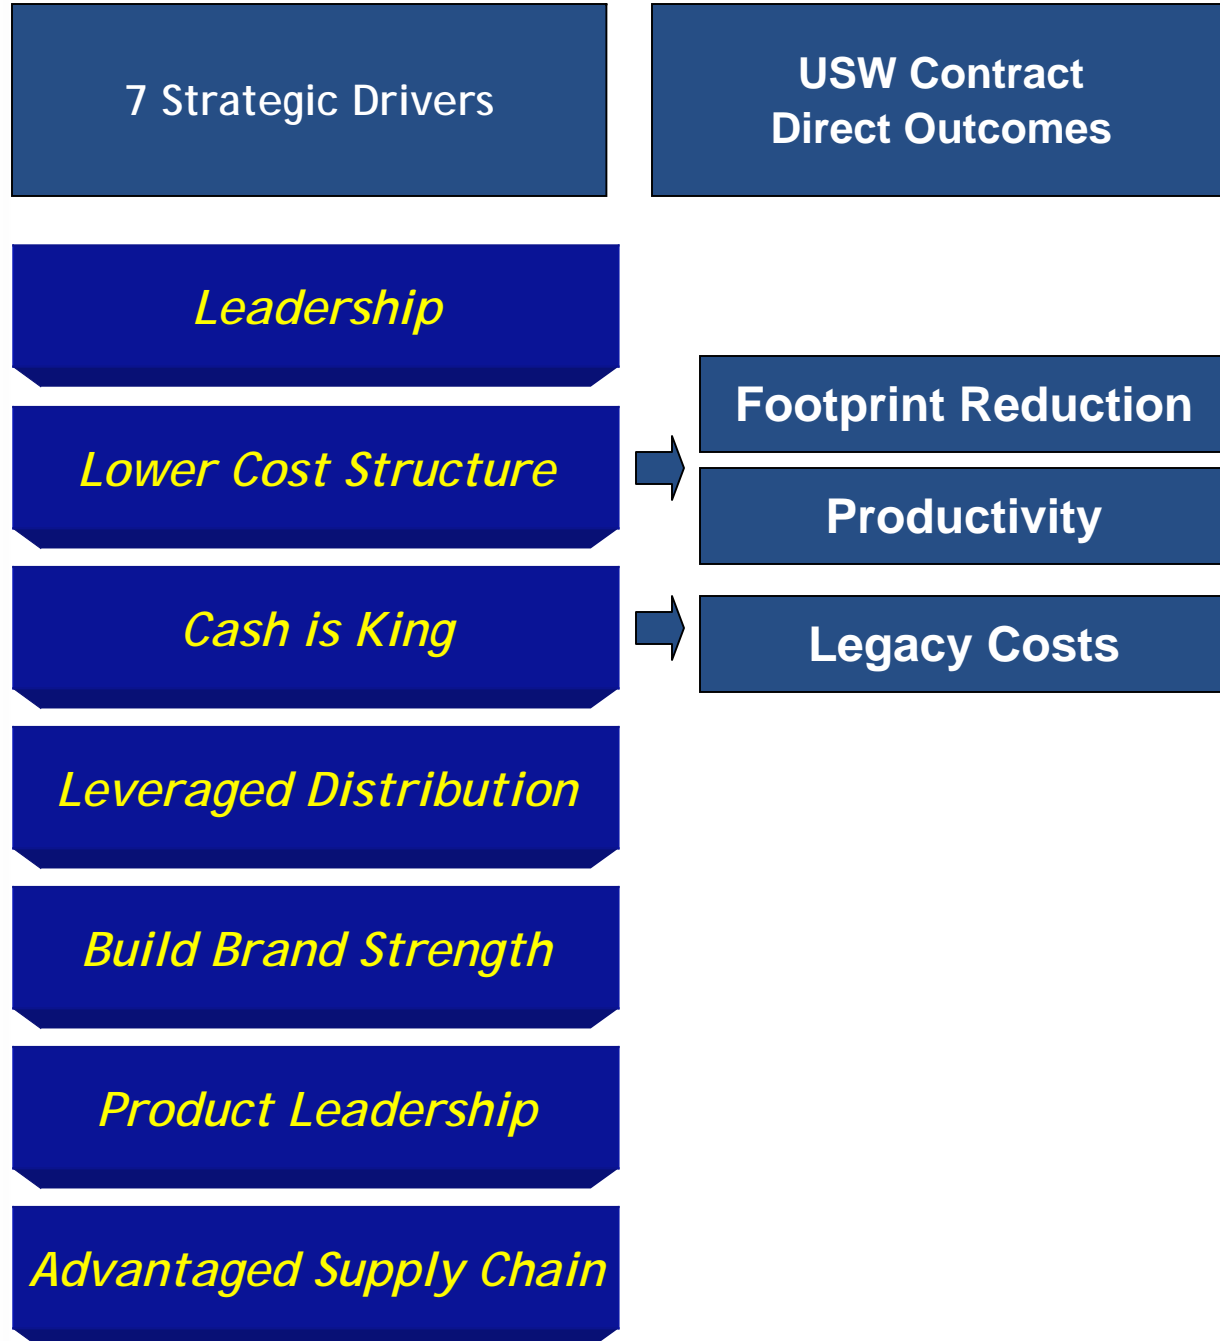 7 Strategic Drivers
USW Contract
Direct Outcomes
Leadership
Lower Cost Structure
Cash is King
Leveraged Distribution
Build Brand Strength
Product Leadership
Advantaged Supply Chain
Footprint Reduction
Productivity
Legacy Costs